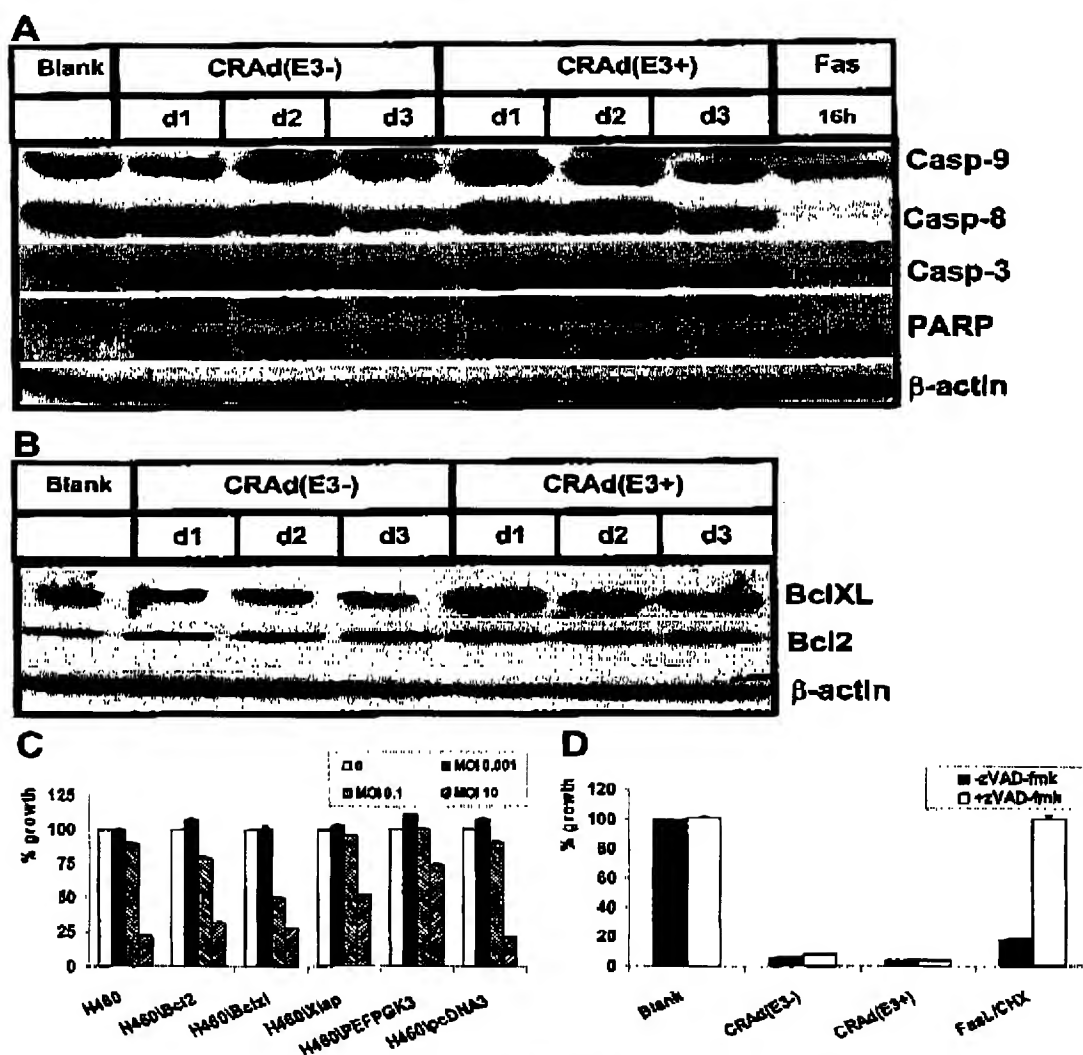 A
Blank CRAd(E3-) CRAd(E3+) Fas
d1 d2 d3 d1 d2 d3 16h
Casp-9
Casp-8
Casp-3
PARP
β-actin
B
Blank CRAd(E3-) CRAd(E3+)
d1 d2 d3 d1 d2 d3
BclXL
Bcl2
β-actin
C
0 MOI 0.001
MOI 0.1 MOI 10
% growth
125
100
75
50
25
0
H460 H460\Bcl2 H460\Bclxl H460\Xiap H460\PEFPGK3 H460\pcDNA3
D
-zVAD-fmk
+zVAD-fmk
% growth
120
100
80
60
40
20
0
Blank CRAd(E3-) CRAd(E3+) FasL/CHX